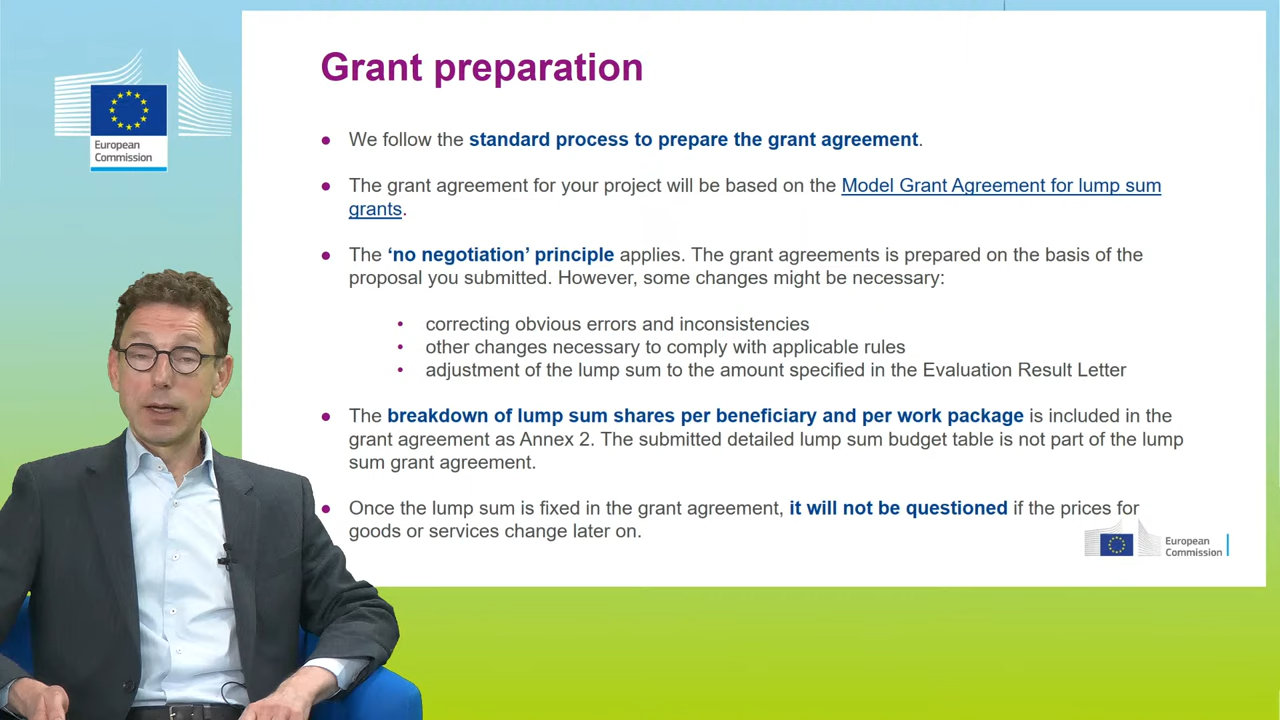 European
Commission
Grant preparation
We follow the standard process to prepare the grant agreement.
The grant agreement for your project will be based on the Model Grant Agreement for lump sum
grants.
The ‘no negotiation’ principle applies. The grant agreements is prepared on the basis of the
proposal you submitted. However, some changes might be necessary:
correcting obvious errors and inconsistencies
other changes necessary to comply with applicable rules
adjustment of the lump sum to the amount specified in the Evaluation Result Letter
The breakdown of lump sum shares per beneficiary and per work package is included in the
grant agreement as Annex 2. The submitted detailed lump sum budget table is not part of the lump
sum grant agreement.
Once the lump sum is fixed in the grant agreement, it will not be questioned if the prices for
goods or services change later on.
European
Commission